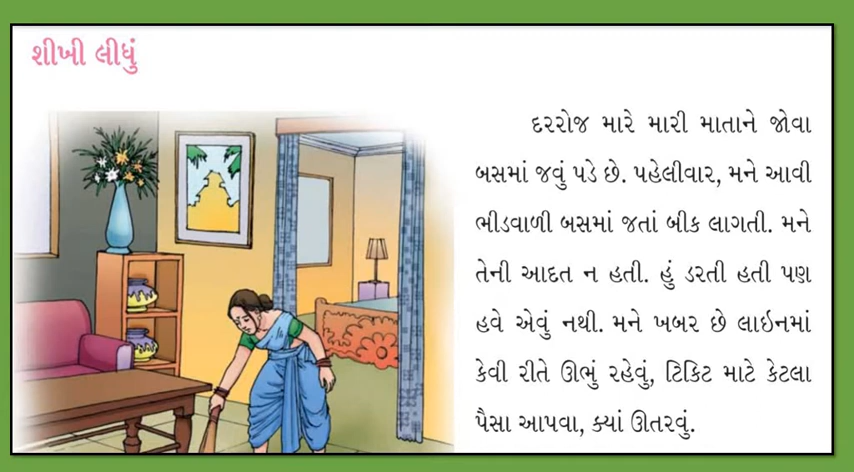 શીખી લીધું
દરરોજ મારે મારી માતાને જોવા
બસમાં જવું પડે છે. પહેલીવાર, મને આવી
ભીડવાળી બસમાં જતાં બીક લાગતી. મને
તેની આદત ન હતી. હું ડરતી હતી પણ
હવે એવું નથી. મને ખબર છે લાઇનમાં
કેવી રીતે ઊભું રહેવું, ટિકિટ માટે કેટલા
પૈસા આપવા, ક્યાં ઊતરવું.